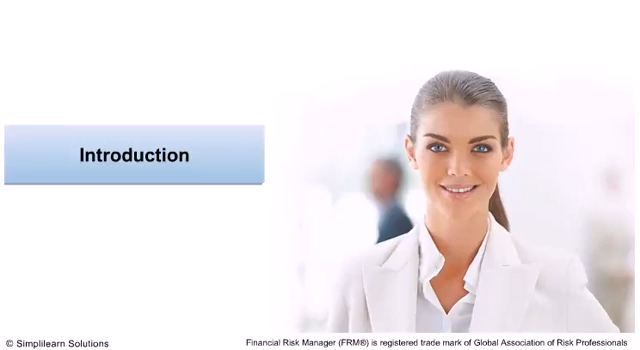 Introduction
© Simplilearn Solutions
Financial Risk Manager (FRM®) is registered trade mark of Global Association of Risk Professionals